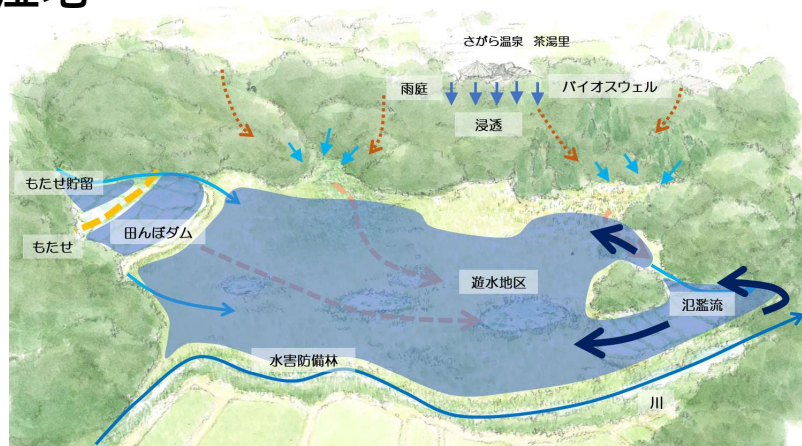 湿地
さがら温泉 茶湯里
雨庭
バイオスウェル
浸透
もたせ貯留
田んぼダム
もたせ
遊水地区
氾濫流
水害防備林
川